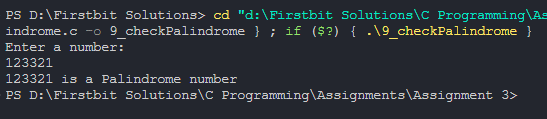 PS D:\Firstbit Solutions> cd "d:\Firstbit Solutions\C Programming\As
indrome.c -o 9_checkPalindrome } ; if ($?) { .\9_checkPalindrome }
Enter a number:
123321
123321 is a Palindrome number
PS D:\Firstbit Solutions\C Programming\Assignments\Assignment 3>